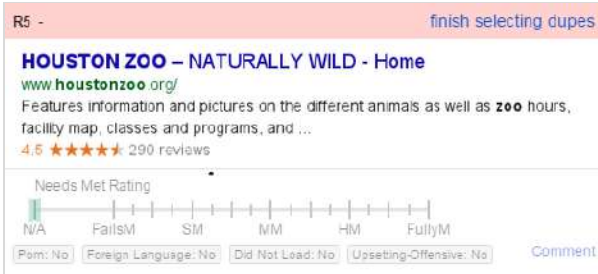 R5 - finish selecting dupes
HOUSTON ZOO – NATURALLY WILD - Home
www.houstonzoo.org/
Features information and pictures on the different animals as well as zoo hours,
facility map, classes and programs, and ...
4.5 ★★★★★ 290 reviews
Needs Met Rating
N/A FailsM SM MM HM FullyM
Porn: No Foreign Language: No Did Not Load: No Upsetting-Offensive: No Comment